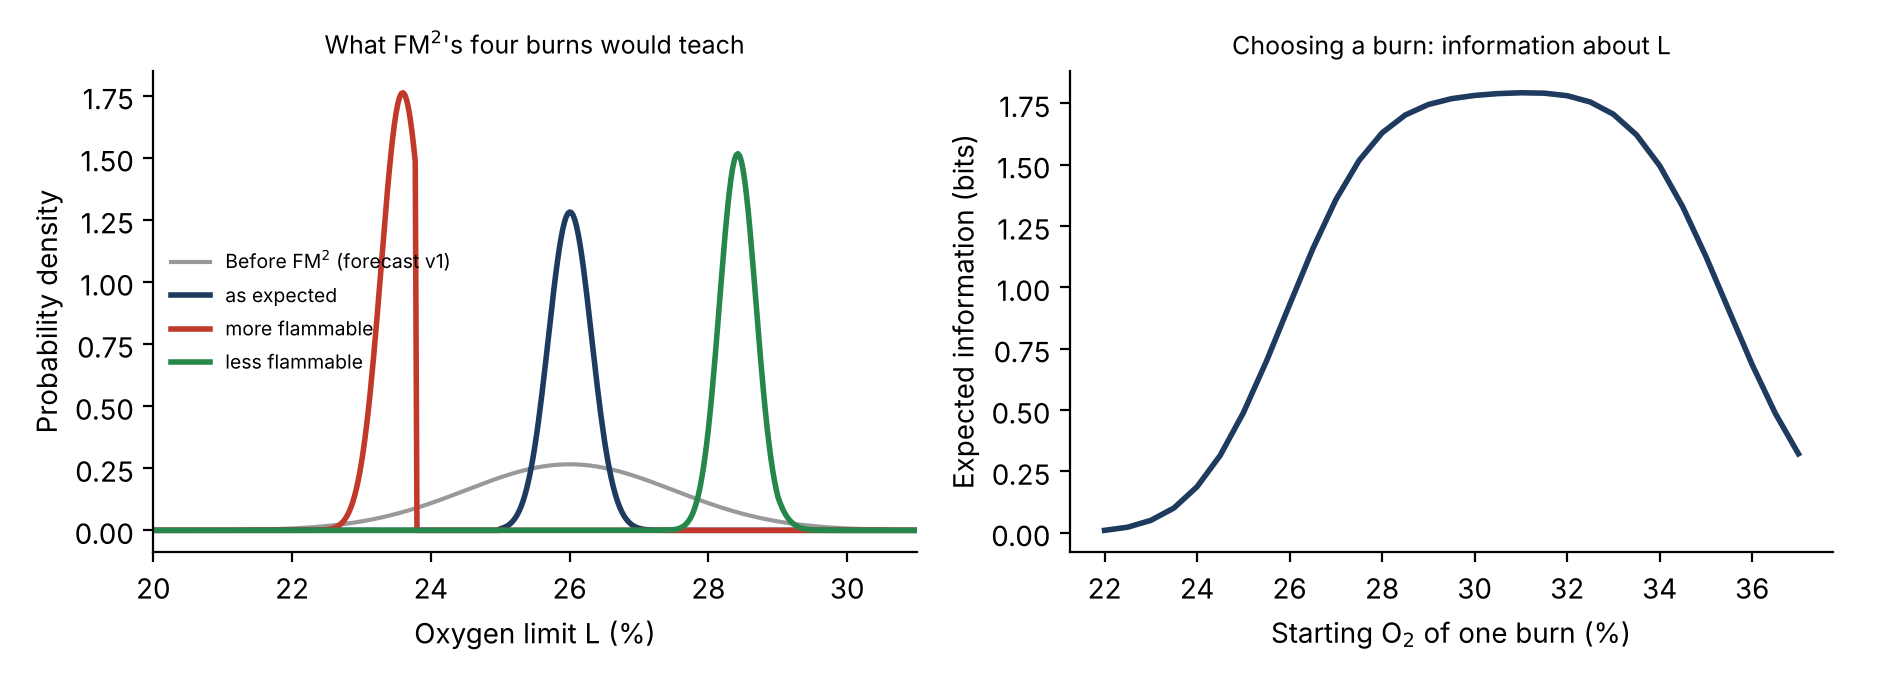 What FM²'s four burns would teach
Probability density
1.75
1.50
1.25
1.00
0.75
0.50
0.25
0.00
Before FM² (forecast v1)
as expected
more flammable
less flammable
20 22 24 26 28 30
Oxygen limit L (%)
Choosing a burn: information about L
Expected information (bits)
1.75
1.50
1.25
1.00
0.75
0.50
0.25
0.00
22 24 26 28 30 32 34 36
Starting O₂ of one burn (%)